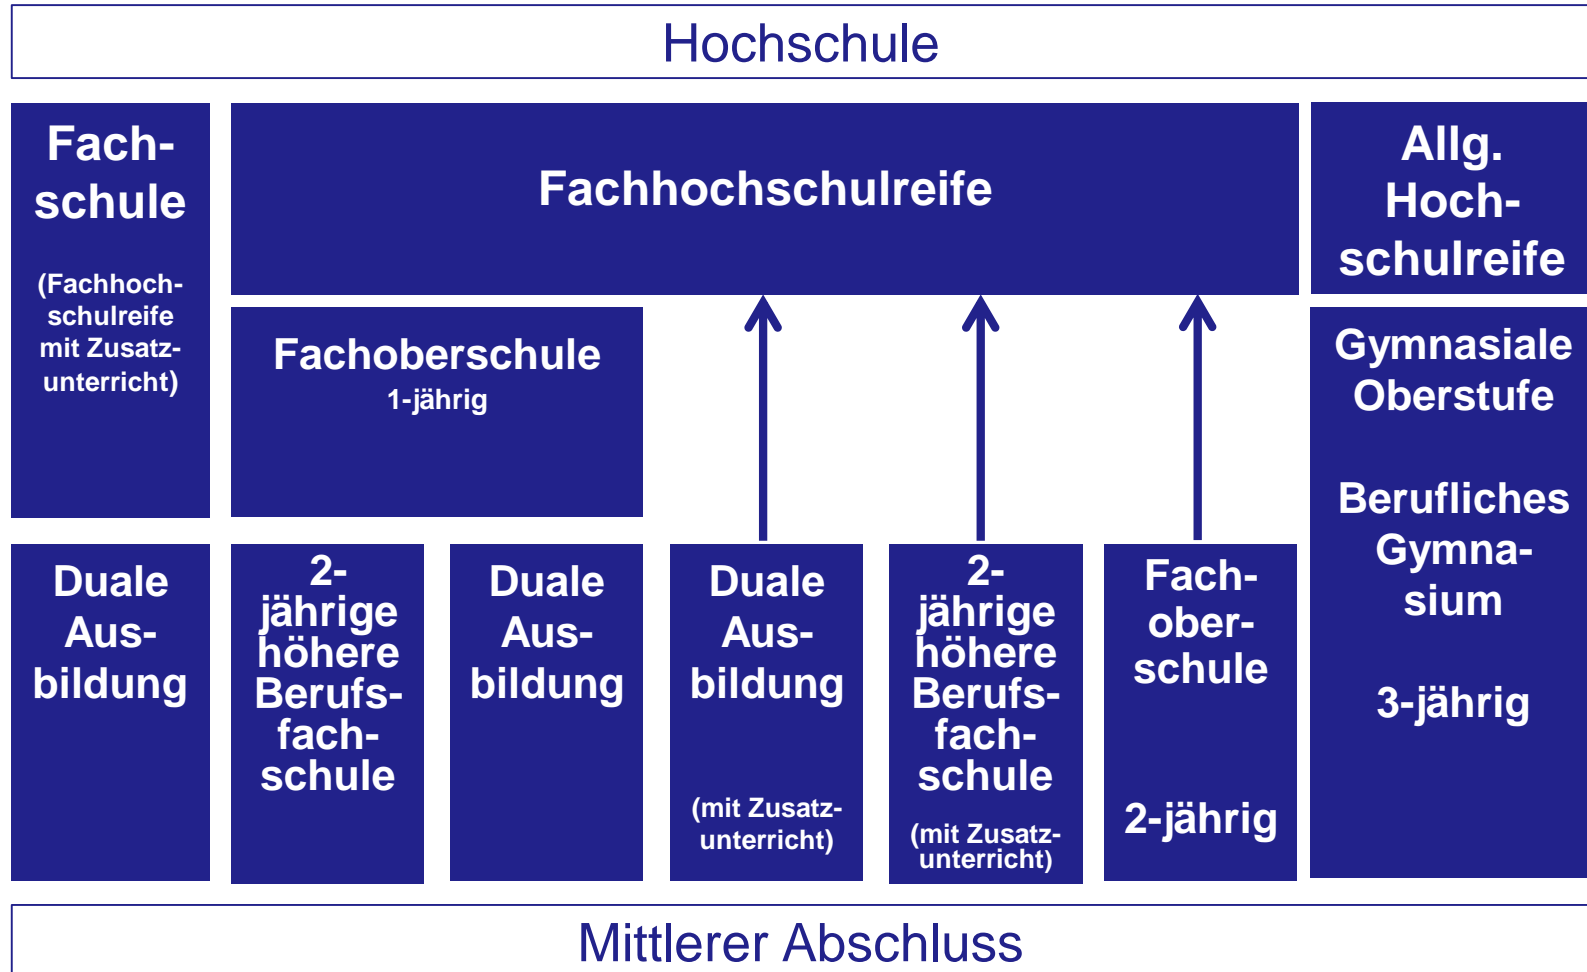 Hochschule
Fach-
schule
(Fachhoch-
schulreife
mit Zusatz-
unterricht)
Fachhochschulreife
Allg.
Hoch-
schulreife
Fachoberschule
1-jährig
Gymnasiale
Oberstufe
Berufliches
Gymna-
sium
3-jährig
Duale
Aus-
bildung
2-
jährige
höhere
Berufs-
fach-
schule
Duale
Aus-
bildung
Duale
Aus-
bildung
(mit Zusatz-
unterricht)
2-
jährige
höhere
Berufs-
fach-
schule
(mit Zusatz-
unterricht)
Fach-
ober-
schule
2-jährig
Mittlerer Abschluss